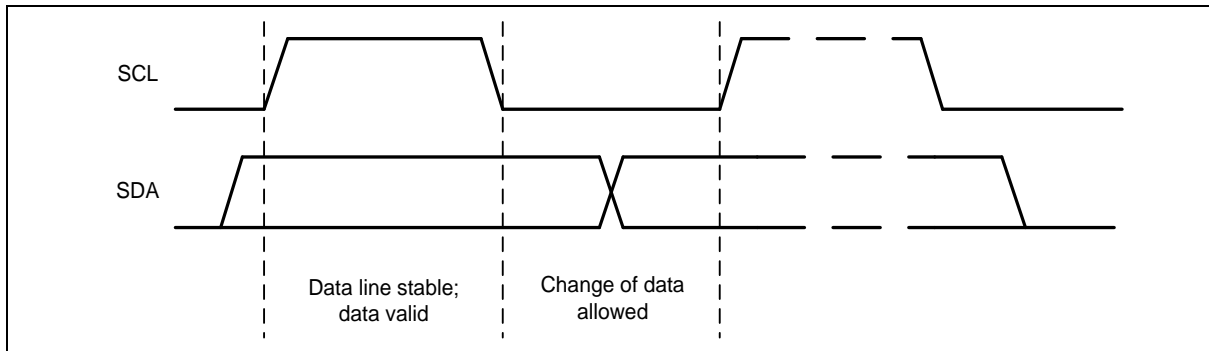 SCL
SDA
Data line stable;
data valid
Change of data
allowed